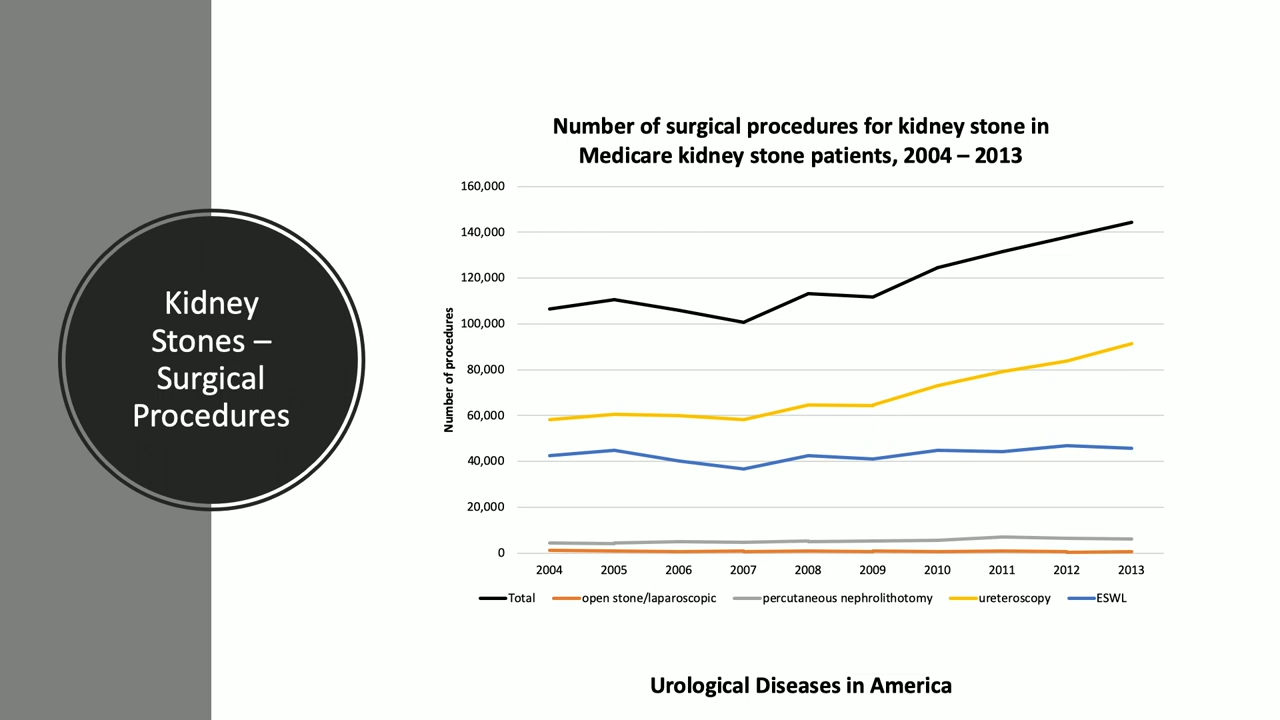 Kidney
Stones –
Surgical
Procedures
Number of surgical procedures for kidney stone in
Medicare kidney stone patients, 2004 – 2013
Number of procedures
160,000
140,000
120,000
100,000
80,000
60,000
40,000
20,000
0
2004 2005 2006 2007 2008 2009 2010 2011 2012 2013
Total open stone/laparoscopic percutaneous nephrolithotomy ureteroscopy ESWL
Urological Diseases in America